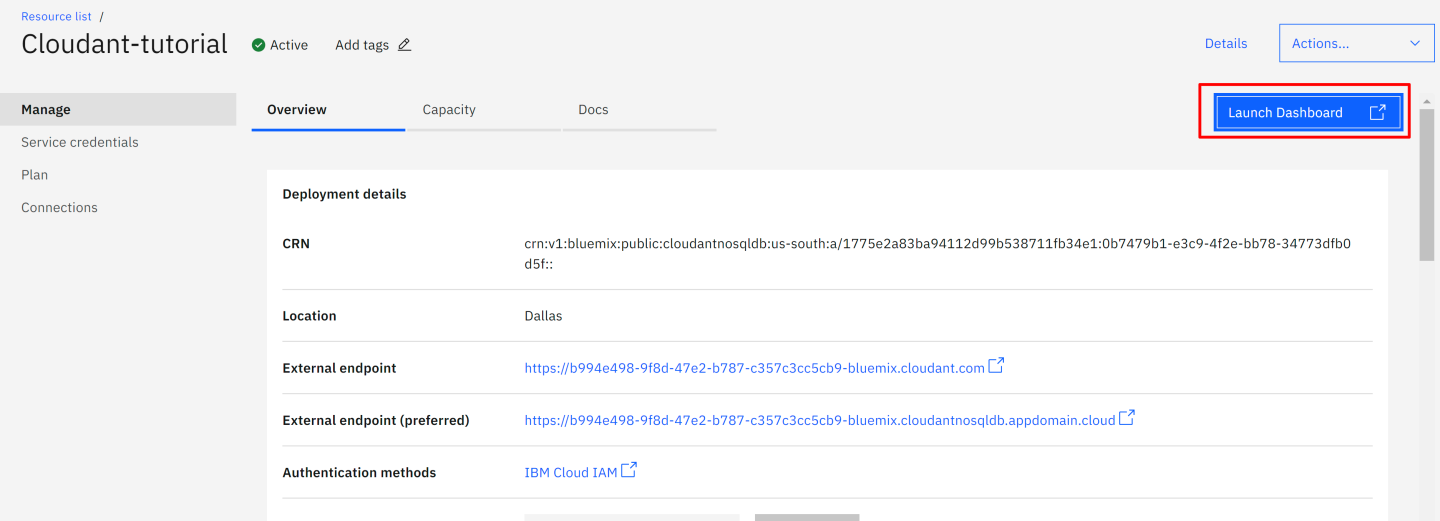 Resource list /
Cloudant-tutorial Active Add tags Details Actions...
Manage Overview Capacity Docs Launch Dashboard
Service credentials
Plan
Connections
Deployment details
CRN crn:v1:bluemix:public:cloudantnosqldb:us-south:a/1775e2a83ba94112d99b538711fb34e1:0b7479b1-e3c9-4f2e-bb78-34773dfb0
d5f::
Location Dallas
External endpoint https://b994e498-9f8d-47e2-b787-c357c3cc5cb9-bluemix.cloudant.com
External endpoint (preferred) https://b994e498-9f8d-47e2-b787-c357c3cc5cb9-bluemix.cloudantnosqldb.appdomain.cloud
Authentication methods IBM Cloud IAM